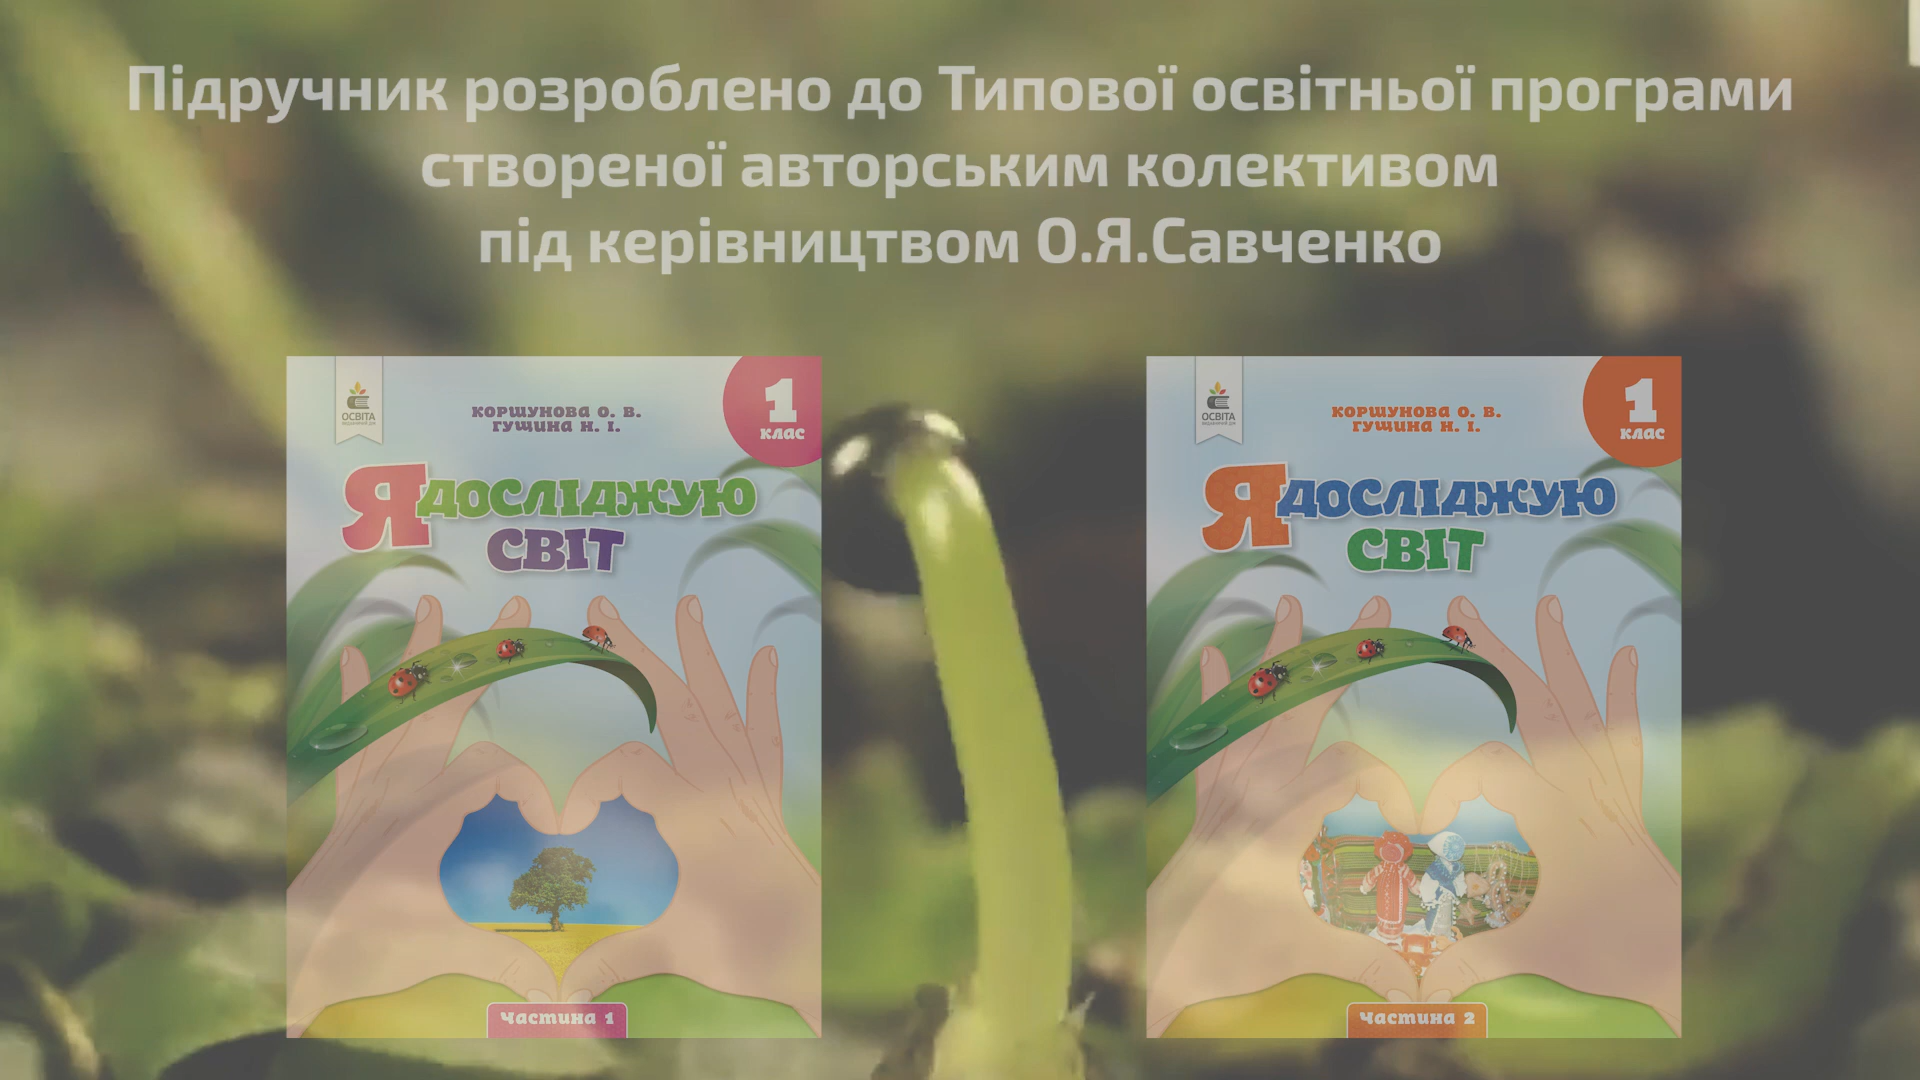 Підручник розроблено до Типової освітньої програми
створеної авторським колективом
під керівництвом О.Я.Савченко
ОСВІТА
КОРШУНОВА О. В.
ГУЩИНА Н. І.
1
клас
Я ДОСЛІДЖУЮ
СВІТ
Частина 1
ОСВІТА
КОРШУНОВА О. В.
ГУЩИНА Н. І.
1
клас
Я ДОСЛІДЖУЮ
СВІТ
Частина 2